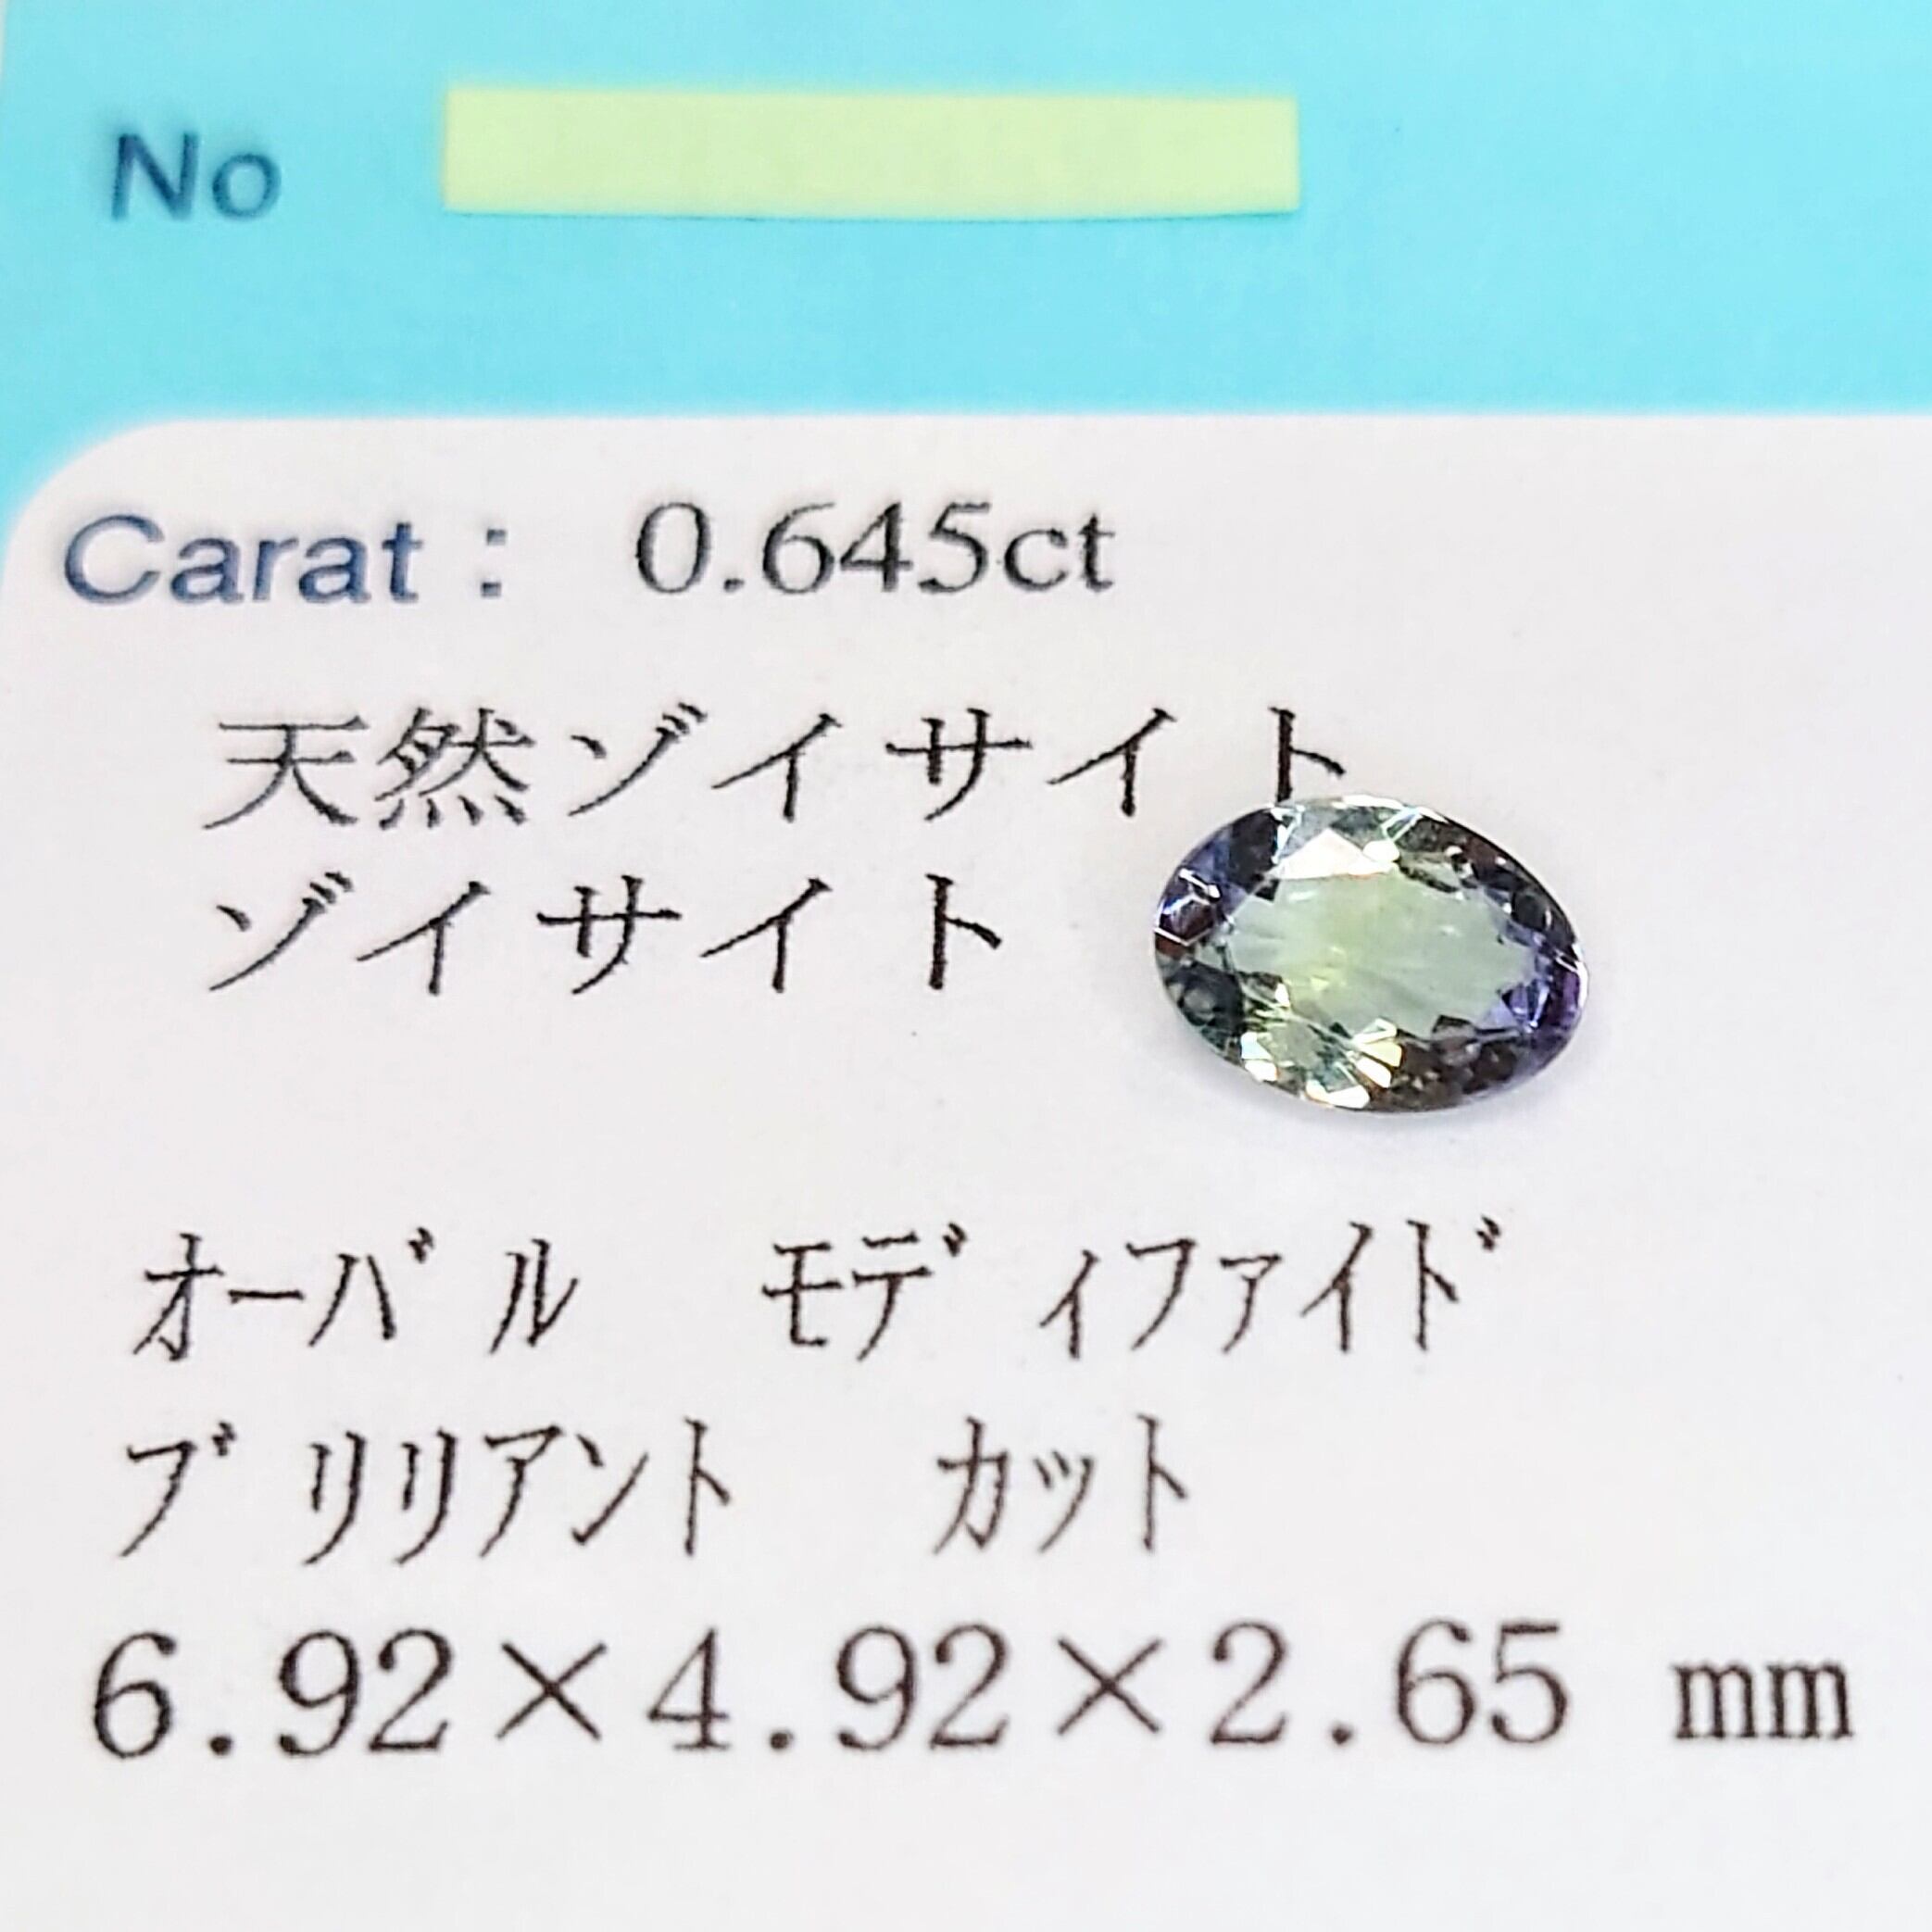 No
Carat : 0.645ct
天然ゾイサイト
ゾイサイト
ｵｰﾊﾞﾙ ﾓﾃﾞｨﾌｧｲﾄﾞ
ﾌﾞﾘﾘｱﾝﾄ ｶｯﾄ
6.92×4.92×2.65 mm